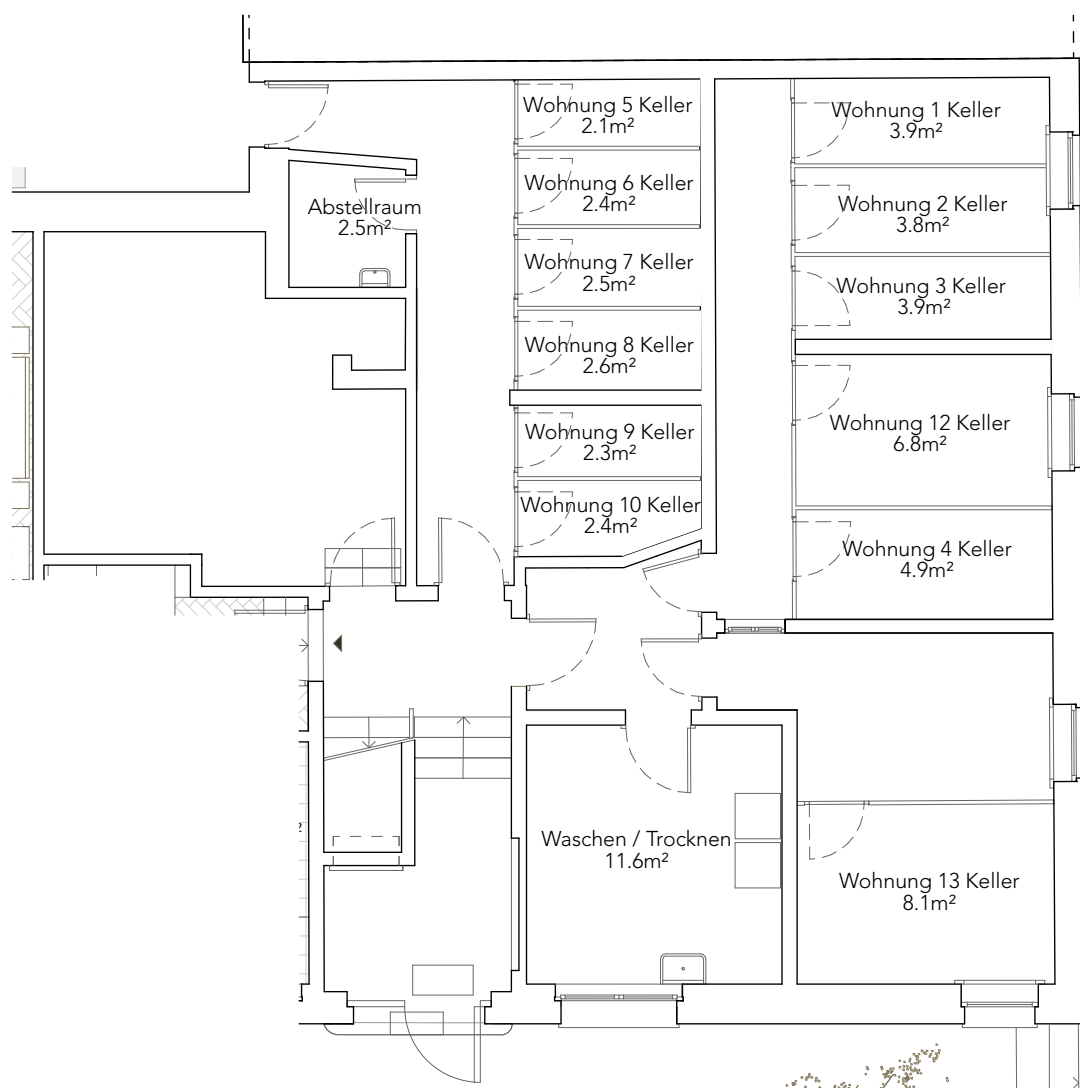 Wohnung 5 Keller
2.1m²
Wohnung 1 Keller
3.9m²
Wohnung 6 Keller
2.4m²
Abstellraum
2.5m²
Wohnung 2 Keller
3.8m²
Wohnung 7 Keller
2.5m²
Wohnung 3 Keller
3.9m²
Wohnung 8 Keller
2.6m²
Wohnung 12 Keller
6.8m²
Wohnung 9 Keller
2.3m²
Wohnung 10 Keller
2.4m²
Wohnung 4 Keller
4.9m²
Waschen / Trocknen
11.6m²
Wohnung 13 Keller
8.1m²